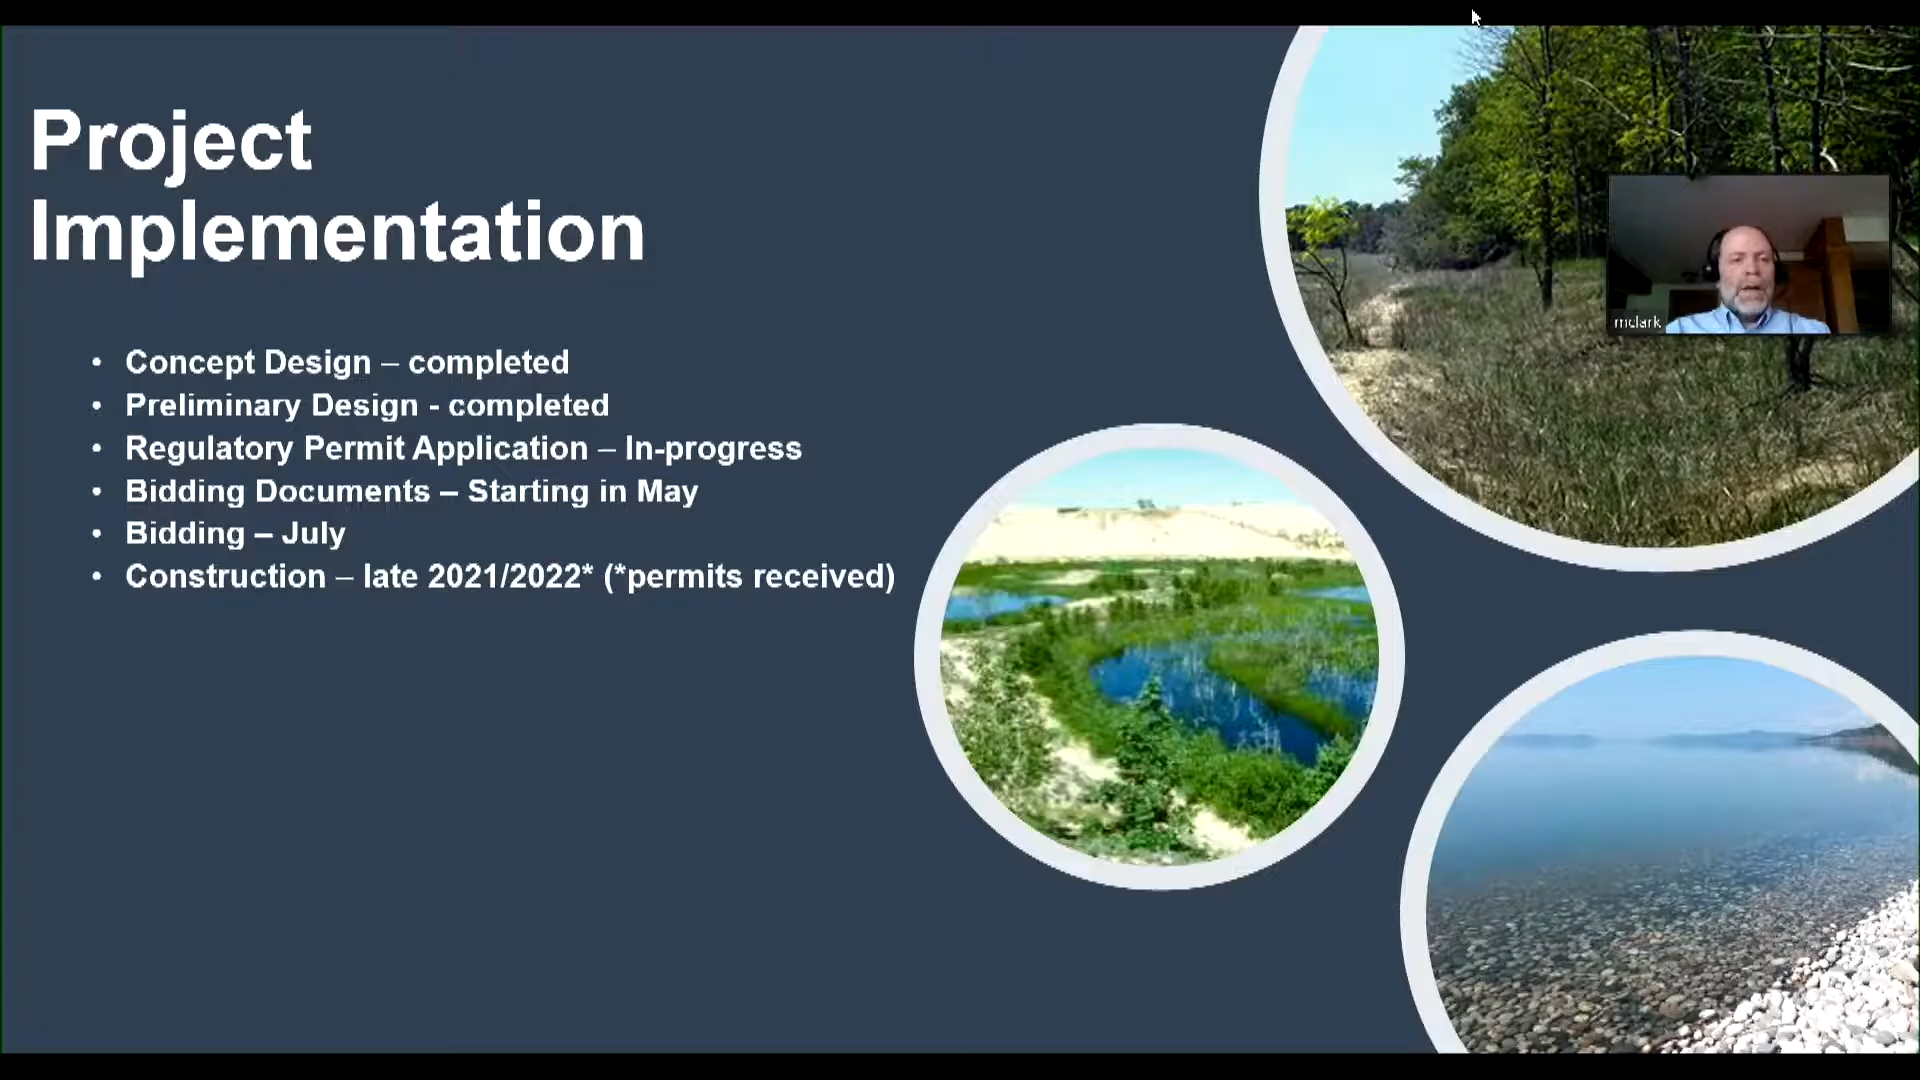 Project
Implementation
• Concept Design – completed
• Preliminary Design - completed
• Regulatory Permit Application – In-progress
• Bidding Documents – Starting in May
• Bidding – July
• Construction – late 2021/2022* (*permits received)
mclark